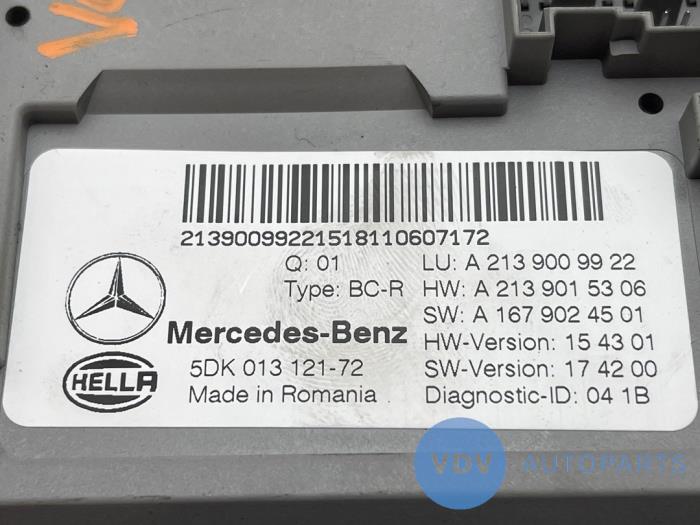 21390099221518110607172
Q: 01 LU: A 213 900 99 22
Type: BC-R HW: A 213 901 53 06
SW: A 167 902 45 01
Mercedes-Benz HW-Version: 15 43 01
5DK 013 121-72 SW-Version: 17 42 00
HELLA Made in Romania Diagnostic-ID: 04 1B
VDV AUTOPARTS